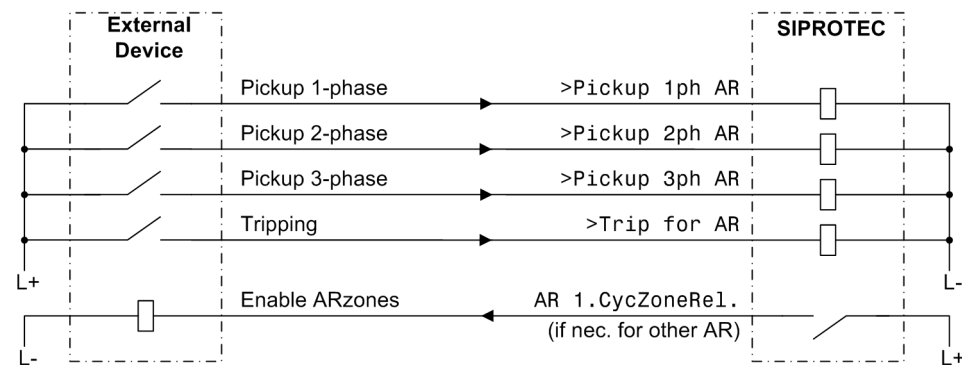 External
Device
SIPROTEC
Pickup 1-phase >Pickup 1ph AR
Pickup 2-phase >Pickup 2ph AR
Pickup 3-phase >Pickup 3ph AR
Tripping >Trip for AR
L+ L-
Enable ARzones AR 1.CycZoneRel.
(if nec. for other AR)
L- L+